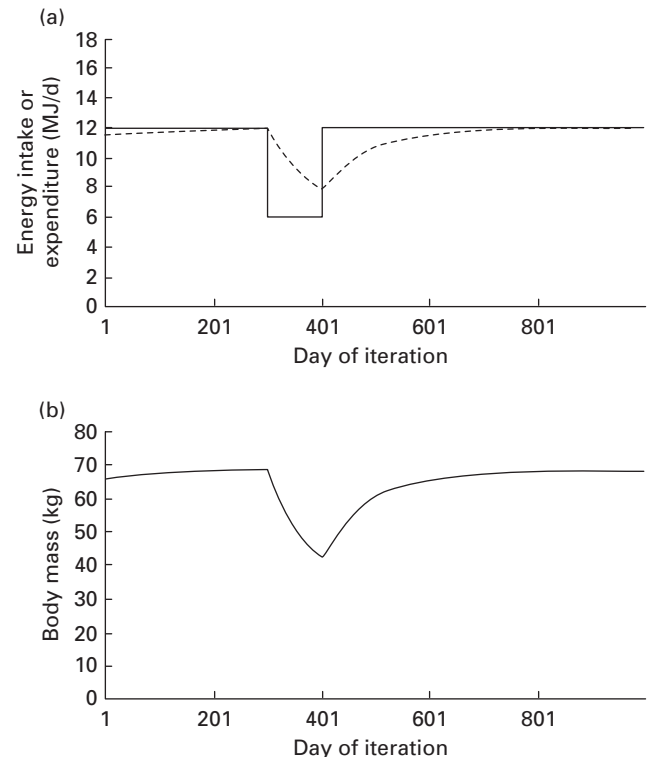 (a)
Energy intake or
expenditure (MJ/d)
18
16
14
12
10
8
6
4
2
0
1 201 401 601 801
Day of iteration
(b)
Body mass (kg)
80
70
60
50
40
30
20
10
0
1 201 401 601 801
Day of iteration